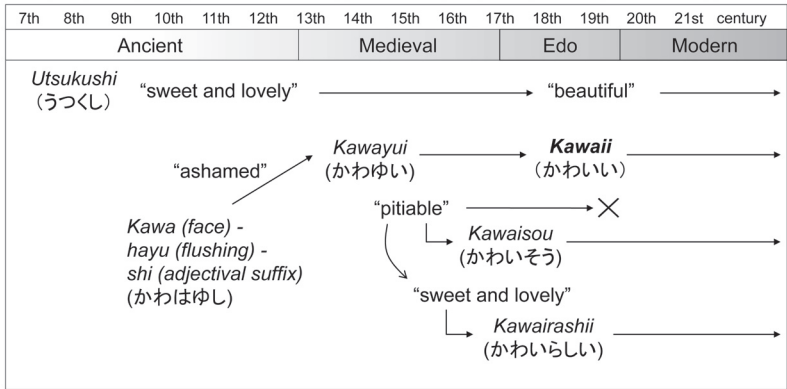 7th 8th 9th 10th 11th 12th 13th 14th 15th 16th 17th 18th 19th 20th 21st century
Ancient Medieval Edo Modern
Utsukushi
(うつくし)
“sweet and lovely”
“beautiful”
“ashamed”
Kawayui
(かわゆい)
Kawaii
(かわいい)
Kawa (face) -
hayu (flushing) -
shi (adjectival suffix)
(かわはゆし)
“pitiable”
Kawaisou
(かわいそう)
“sweet and lovely”
Kawairashii
(かわいらしい)